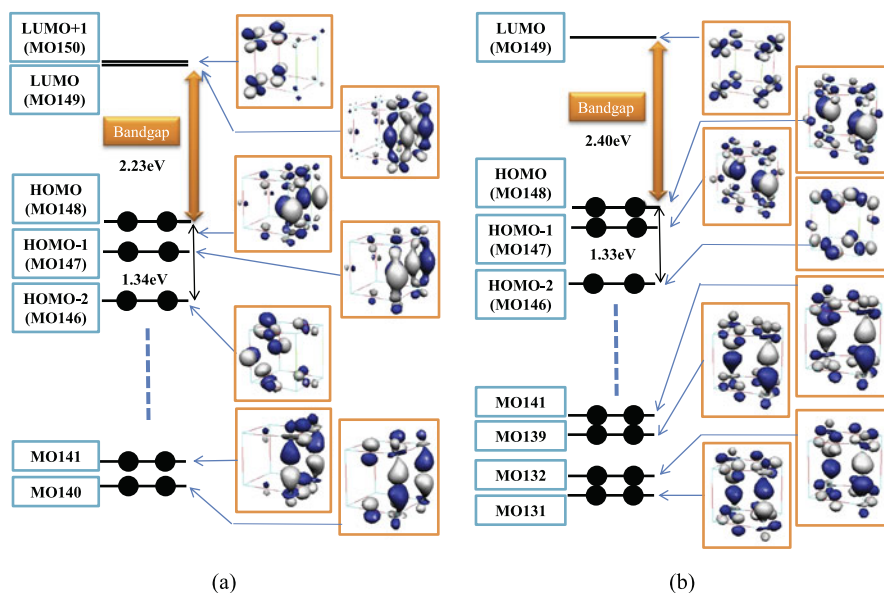 LUMO+1
(MO150)
LUMO
(MO149)
Bandgap
2.23eV
HOMO
(MO148)
HOMO-1
(MO147)
1.34eV
HOMO-2
(MO146)
MO141
MO140
(a)
LUMO
(MO149)
Bandgap
2.40eV
HOMO
(MO148)
HOMO-1
(MO147)
1.33eV
HOMO-2
(MO146)
MO141
MO139
MO132
MO131
(b)